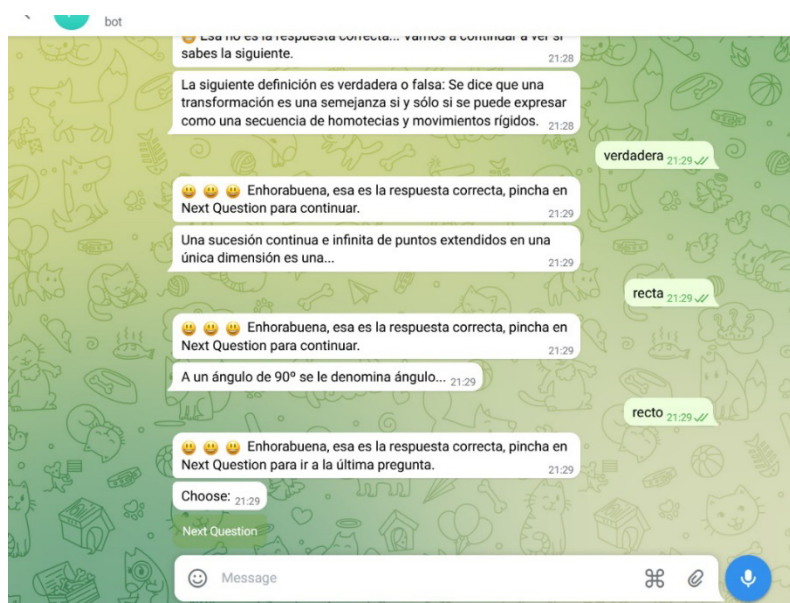 bot
Esa no es la respuesta correcta... Vamos a continuar a ver si
sabes la siguiente.
21:28
La siguiente definición es verdadera o falsa: Se dice que una
transformación es una semejanza si y sólo si se puede expresar
como una secuencia de homotecias y movimientos rígidos. 21:28
verdadera 21:29
Enhorabuena, esa es la respuesta correcta, pincha en
Next Question para continuar.
21:29
Una sucesión continua e infinita de puntos extendidos en una
única dimensión es una...
21:29
recta 21:29
Enhorabuena, esa es la respuesta correcta, pincha en
Next Question para continuar.
21:29
A un ángulo de 90º se le denomina ángulo... 21:29
recto 21:29
Enhorabuena, esa es la respuesta correcta, pincha en
Next Question para ir a la última pregunta.
21:29
Choose: 21:29
Next Question
Message